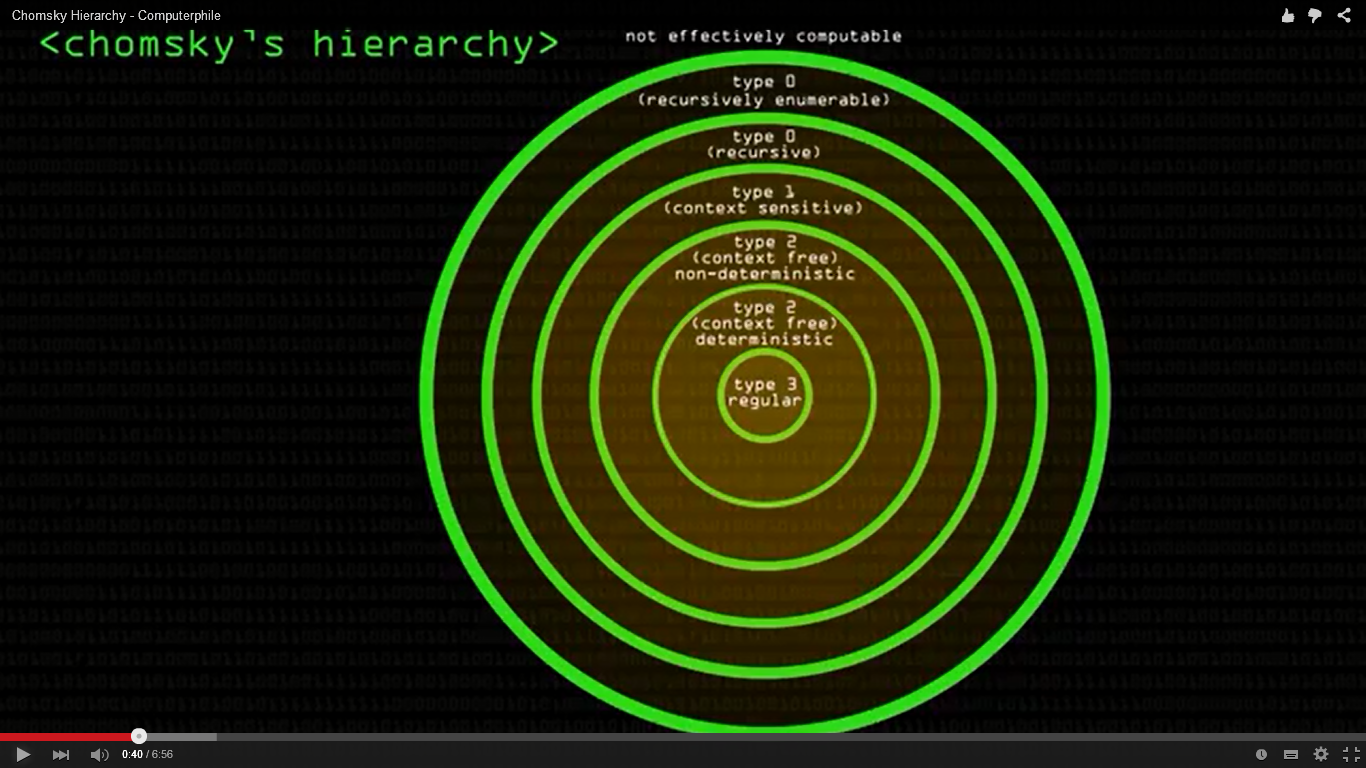 Chomsky Hierarchy - Computerphile
<chomsky's hierarchy>
not effectively computable
type 0
(recursively enumerable)
type 0
(recursive)
type 1
(context sensitive)
type 2
(context free)
non-deterministic
type 2
(context free)
deterministic
type 3
regular
0:40 / 6:56